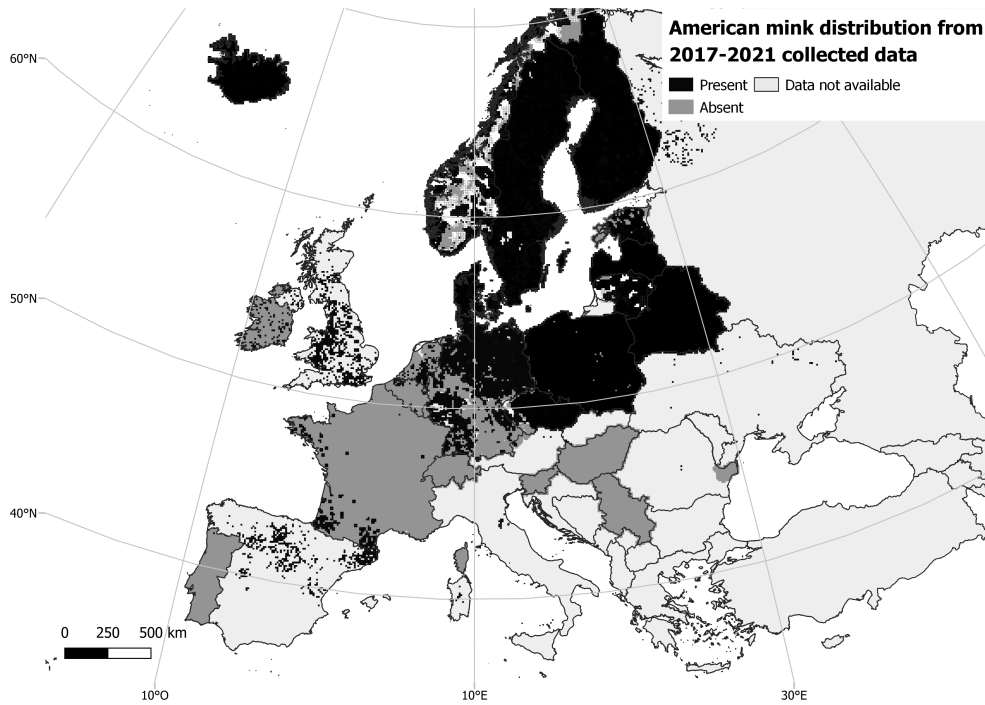 American mink distribution from
2017-2021 collected data
Present Data not available
Absent
60°N
50°N
40°N
0 250 500 km
10°O 10°E 30°E